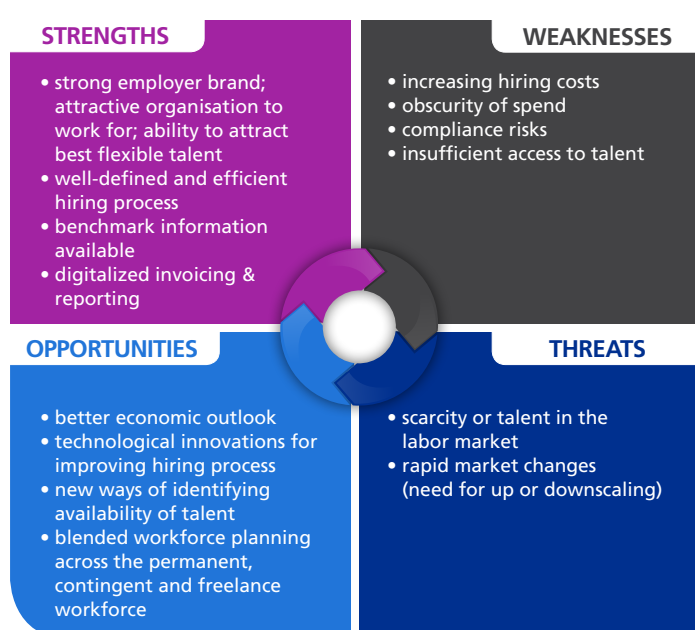 STRENGTHS
• strong employer brand;
attractive organisation to
work for; ability to attract
best flexible talent
• well-defined and efficient
hiring process
• benchmark information
available
• digitalized invoicing &
reporting
WEAKNESSES
• increasing hiring costs
• obscurity of spend
• compliance risks
• insufficient access to talent
OPPORTUNITIES
• better economic outlook
• technological innovations for
improving hiring process
• new ways of identifying
availability of talent
• blended workforce planning
across the permanent,
contingent and freelance
workforce
THREATS
• scarcity or talent in the
labor market
• rapid market changes
(need for up or downscaling)